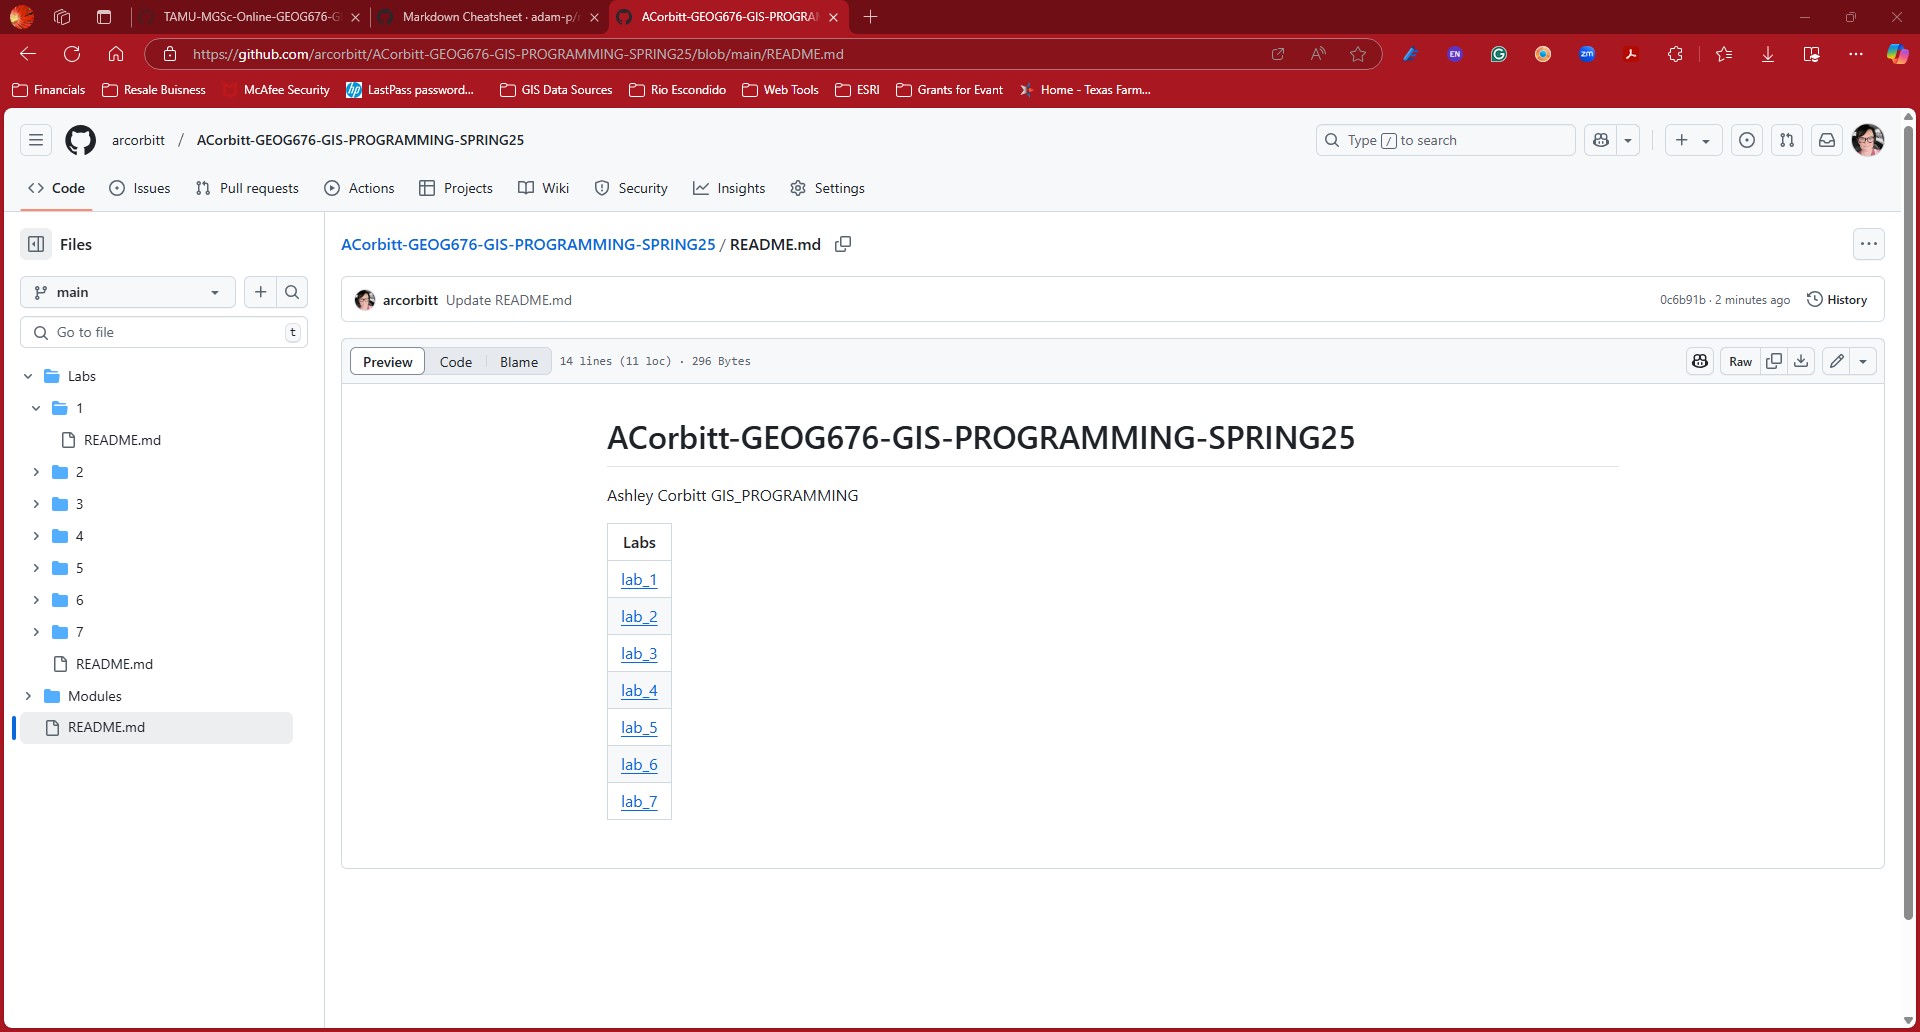 TAMU-MGSc-Online-GEOG676-G
Markdown Cheatsheet · adam-p/
ACorbitt-GEOG676-GIS-PROGRA
https://github.com/arcorbitt/ACorbitt-GEOG676-GIS-PROGRAMMING-SPRING25/blob/main/README.md
EN
zm
Financials
Resale Buisness
McAfee Security
hp LastPass password...
GIS Data Sources
Rio Escondido
Web Tools
ESRI
Grants for Evant
Home - Texas Farm...
arcorbitt / ACorbitt-GEOG676-GIS-PROGRAMMING-SPRING25
Type / to search
Code
Issues
Pull requests
Actions
Projects
Wiki
Security
Insights
Settings
Files
main
Go to file
t
Labs
1
README.md
2
3
4
5
6
7
README.md
Modules
README.md
ACorbitt-GEOG676-GIS-PROGRAMMING-SPRING25 / README.md
arcorbitt Update README.md
0c6b91b · 2 minutes ago
History
Preview
Code
Blame
14 lines (11 loc) · 296 Bytes
Raw
ACorbitt-GEOG676-GIS-PROGRAMMING-SPRING25
Ashley Corbitt GIS_PROGRAMMING
Labs
lab_1
lab_2
lab_3
lab_4
lab_5
lab_6
lab_7